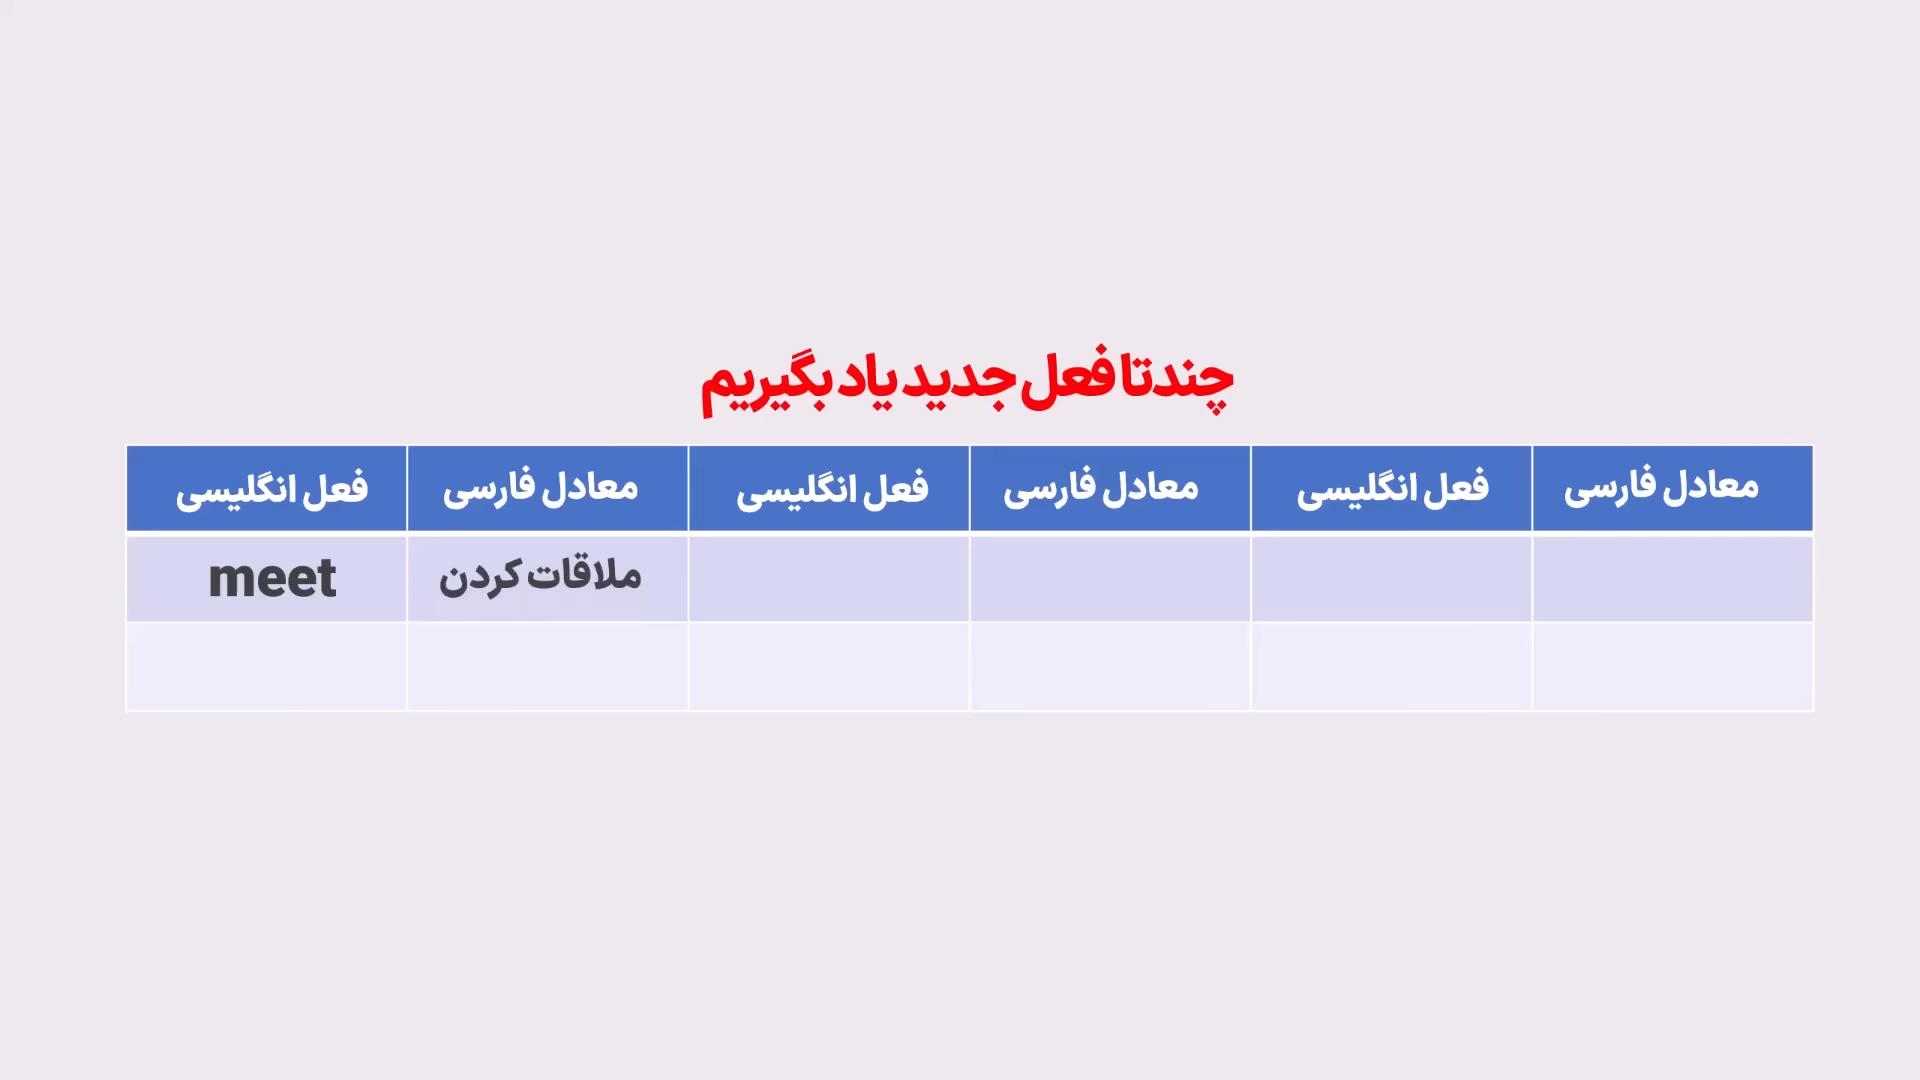 چندتا فعل جدید یاد بگیریم
فعل انگلیسی معادل فارسی فعل انگلیسی معادل فارسی فعل انگلیسی معادل فارسی
meet ملاقات کردن